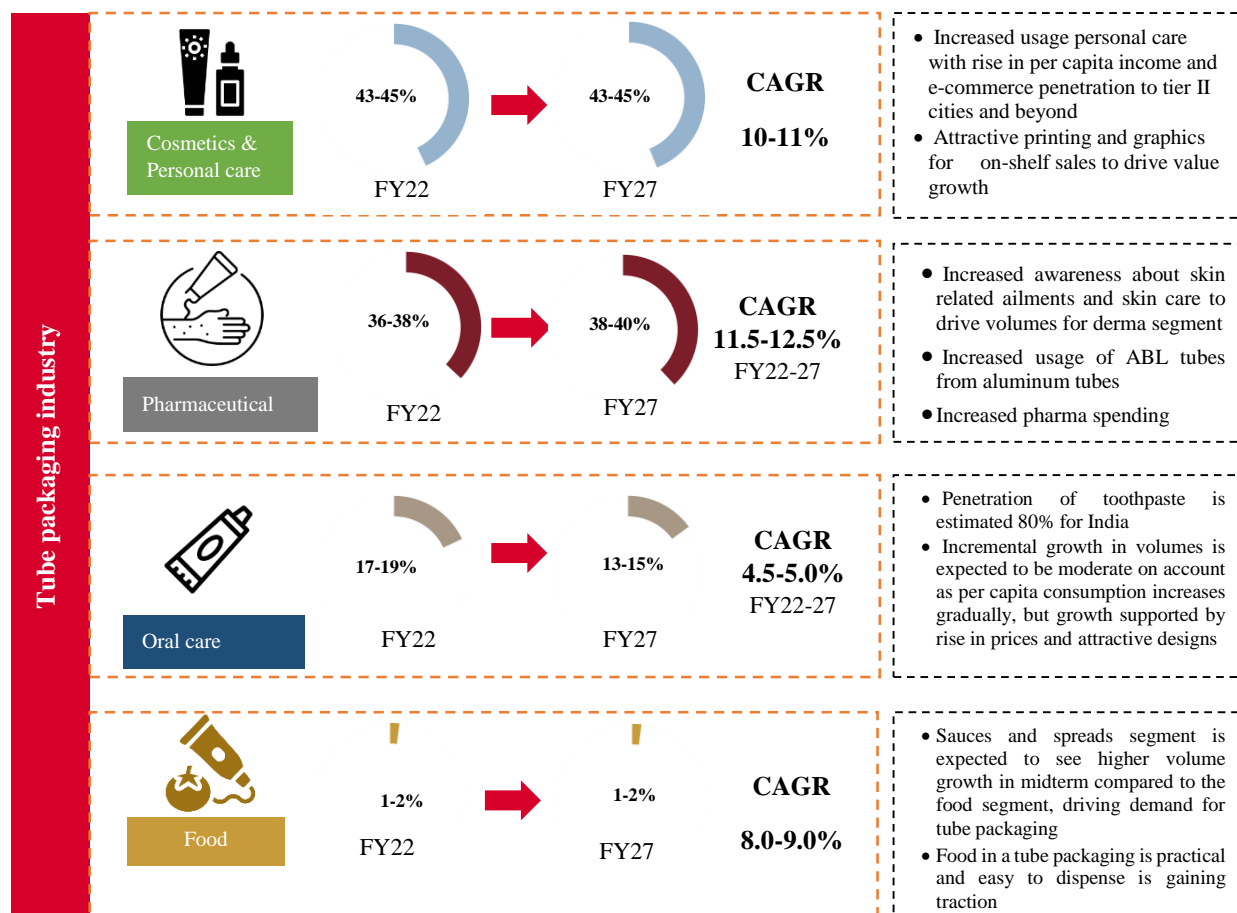 Tube packaging industry
Cosmetics &
Personal care
43-45%
FY22
43-45%
FY27
CAGR
10-11%
• Increased usage personal care
with rise in per capita income and
e-commerce penetration to tier II
cities and beyond
• Attractive printing and graphics
for on-shelf sales to drive value
growth
Pharmaceutical
36-38%
FY22
38-40%
FY27
CAGR
11.5-12.5%
FY22-27
• Increased awareness about skin
related ailments and skin care to
drive volumes for derma segment
• Increased usage of ABL tubes
from aluminum tubes
• Increased pharma spending
Oral care
17-19%
FY22
13-15%
FY27
CAGR
4.5-5.0%
FY22-27
• Penetration of toothpaste is
estimated 80% for India
• Incremental growth in volumes is
expected to be moderate on account
as per capita consumption increases
gradually, but growth supported by
rise in prices and attractive designs
Food
1-2%
FY22
1-2%
FY27
CAGR
8.0-9.0%
• Sauces and spreads segment is
expected to see higher volume
growth in midterm compared to the
food segment, driving demand for
tube packaging
• Food in a tube packaging is practical
and easy to dispense is gaining
traction